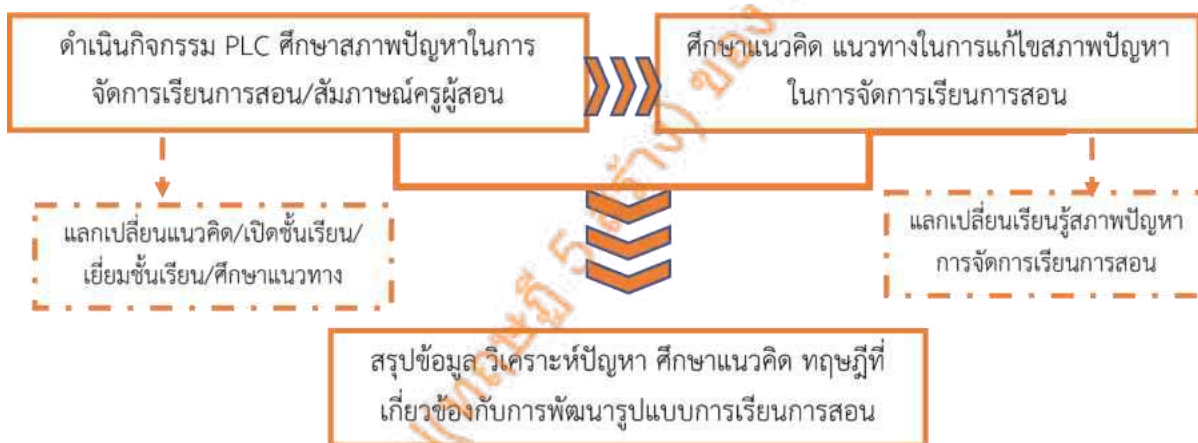 ดำเนินกิจกรรม PLC ศึกษาสภาพปัญหาในการ
จัดการเรียนการสอน/สัมภาษณ์ครูผู้สอน
ศึกษาแนวคิด แนวทางในการแก้ไขสภาพปัญหา
ในการจัดการเรียนการสอน
แลกเปลี่ยนแนวคิด/เปิดชั้นเรียน/
เยี่ยมชั้นเรียน/ศึกษาแนวทาง
แลกเปลี่ยนเรียนรู้สภาพปัญหา
การจัดการเรียนการสอน
สรุปข้อมูล วิเคราะห์ปัญหา ศึกษาแนวคิด ทฤษฎีที่
เกี่ยวข้องกับการพัฒนารูปแบบการเรียนการสอน
(ทฤษฎี 5 
ของ